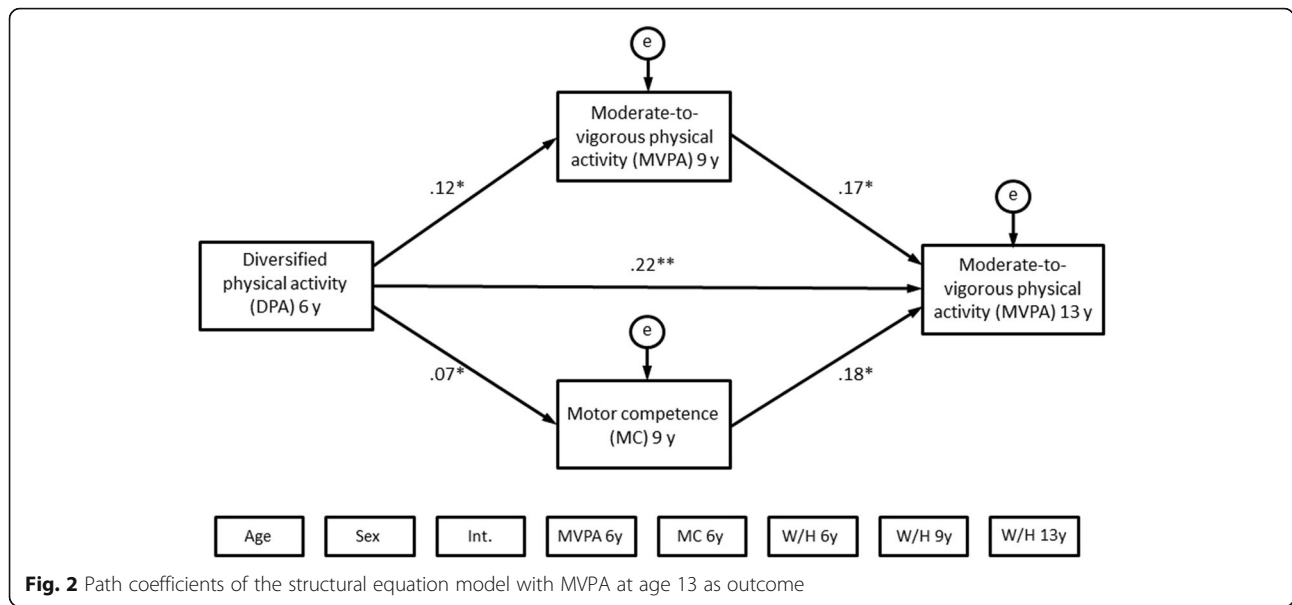 e
Moderate-to-
vigorous physical
activity (MVPA) 9 y
.12*
.17*
e
Diversified
physical activity
(DPA) 6 y
.22**
Moderate-to-
vigorous physical
activity (MVPA) 13 y
e
.07*
.18*
Motor competence
(MC) 9 y
Age Sex Int. MVPA 6y MC 6y W/H 6y W/H 9y W/H 13y
Fig. 2 Path coefficients of the structural equation model with MVPA at age 13 as outcome